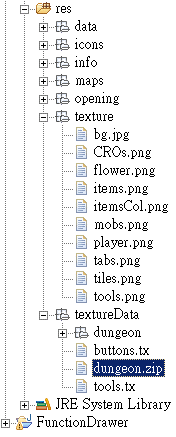 res
data
icons
info
maps
opening
texture
bg.jpg
CROs.png
flower.png
items.png
itemsCol.png
mobs.png
player.png
tabs.png
tiles.png
tools.png
textureData
dungeon
buttons.tx
dungeon.zip
tools.tx
JRE System Library
FunctionDrawer